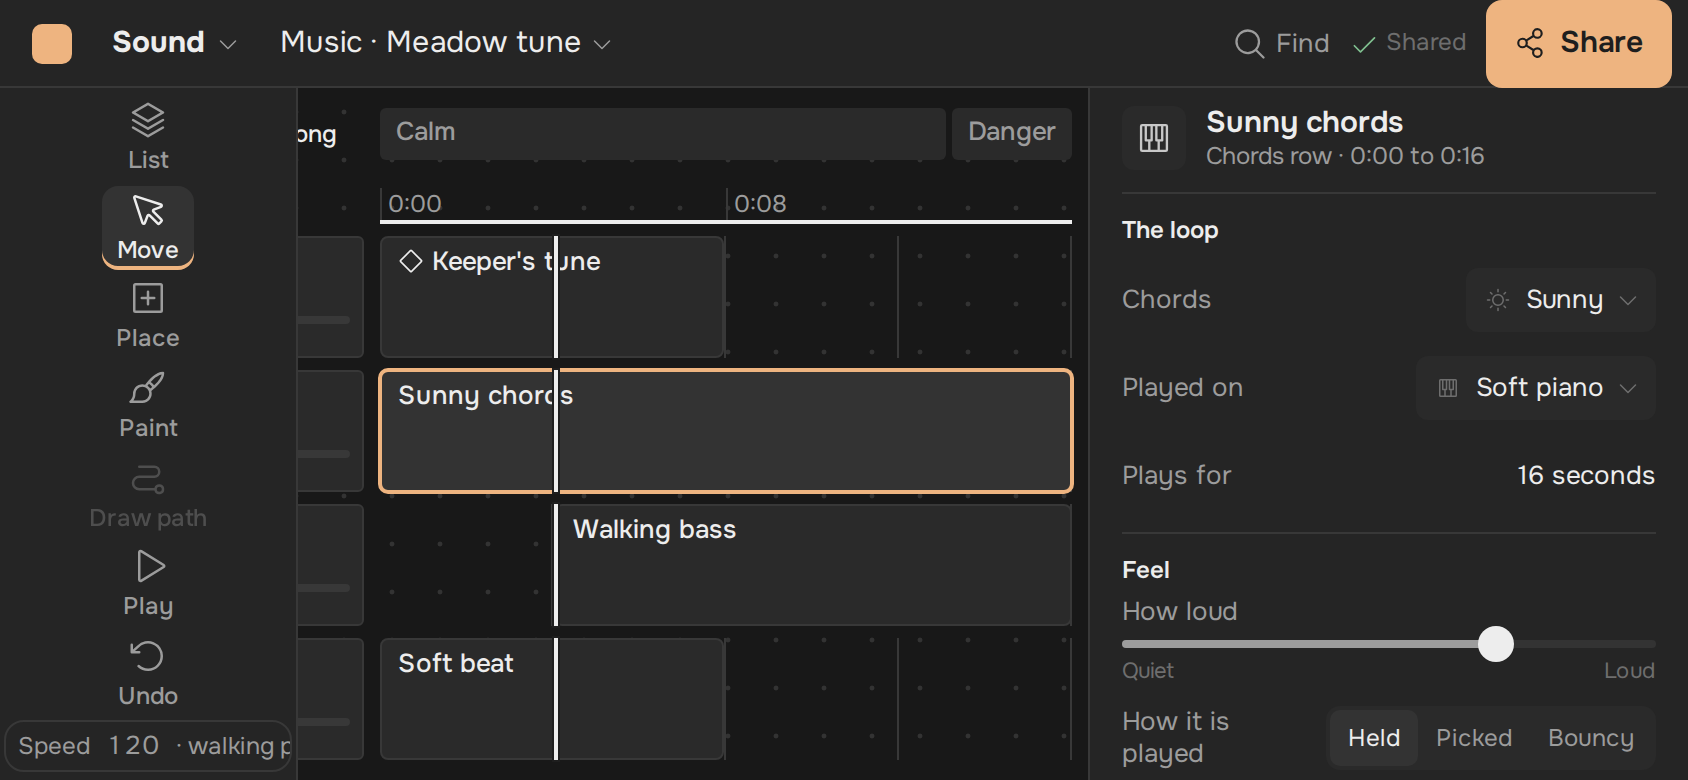 Sound
Music · Meadow tune
Find
Shared
Share
List
Move
Place
Paint
Draw path
Play
Undo
Speed 120 · walking
Calm
Danger
0:00
0:08
Keeper's tune
Sunny chords
Walking bass
Soft beat
Sunny chords
Chords row · 0:00 to 0:16
The loop
Chords
Sunny
Played on
Soft piano
Plays for
16 seconds
Feel
How loud
Quiet
Loud
How it is
played
Held
Picked
Bouncy